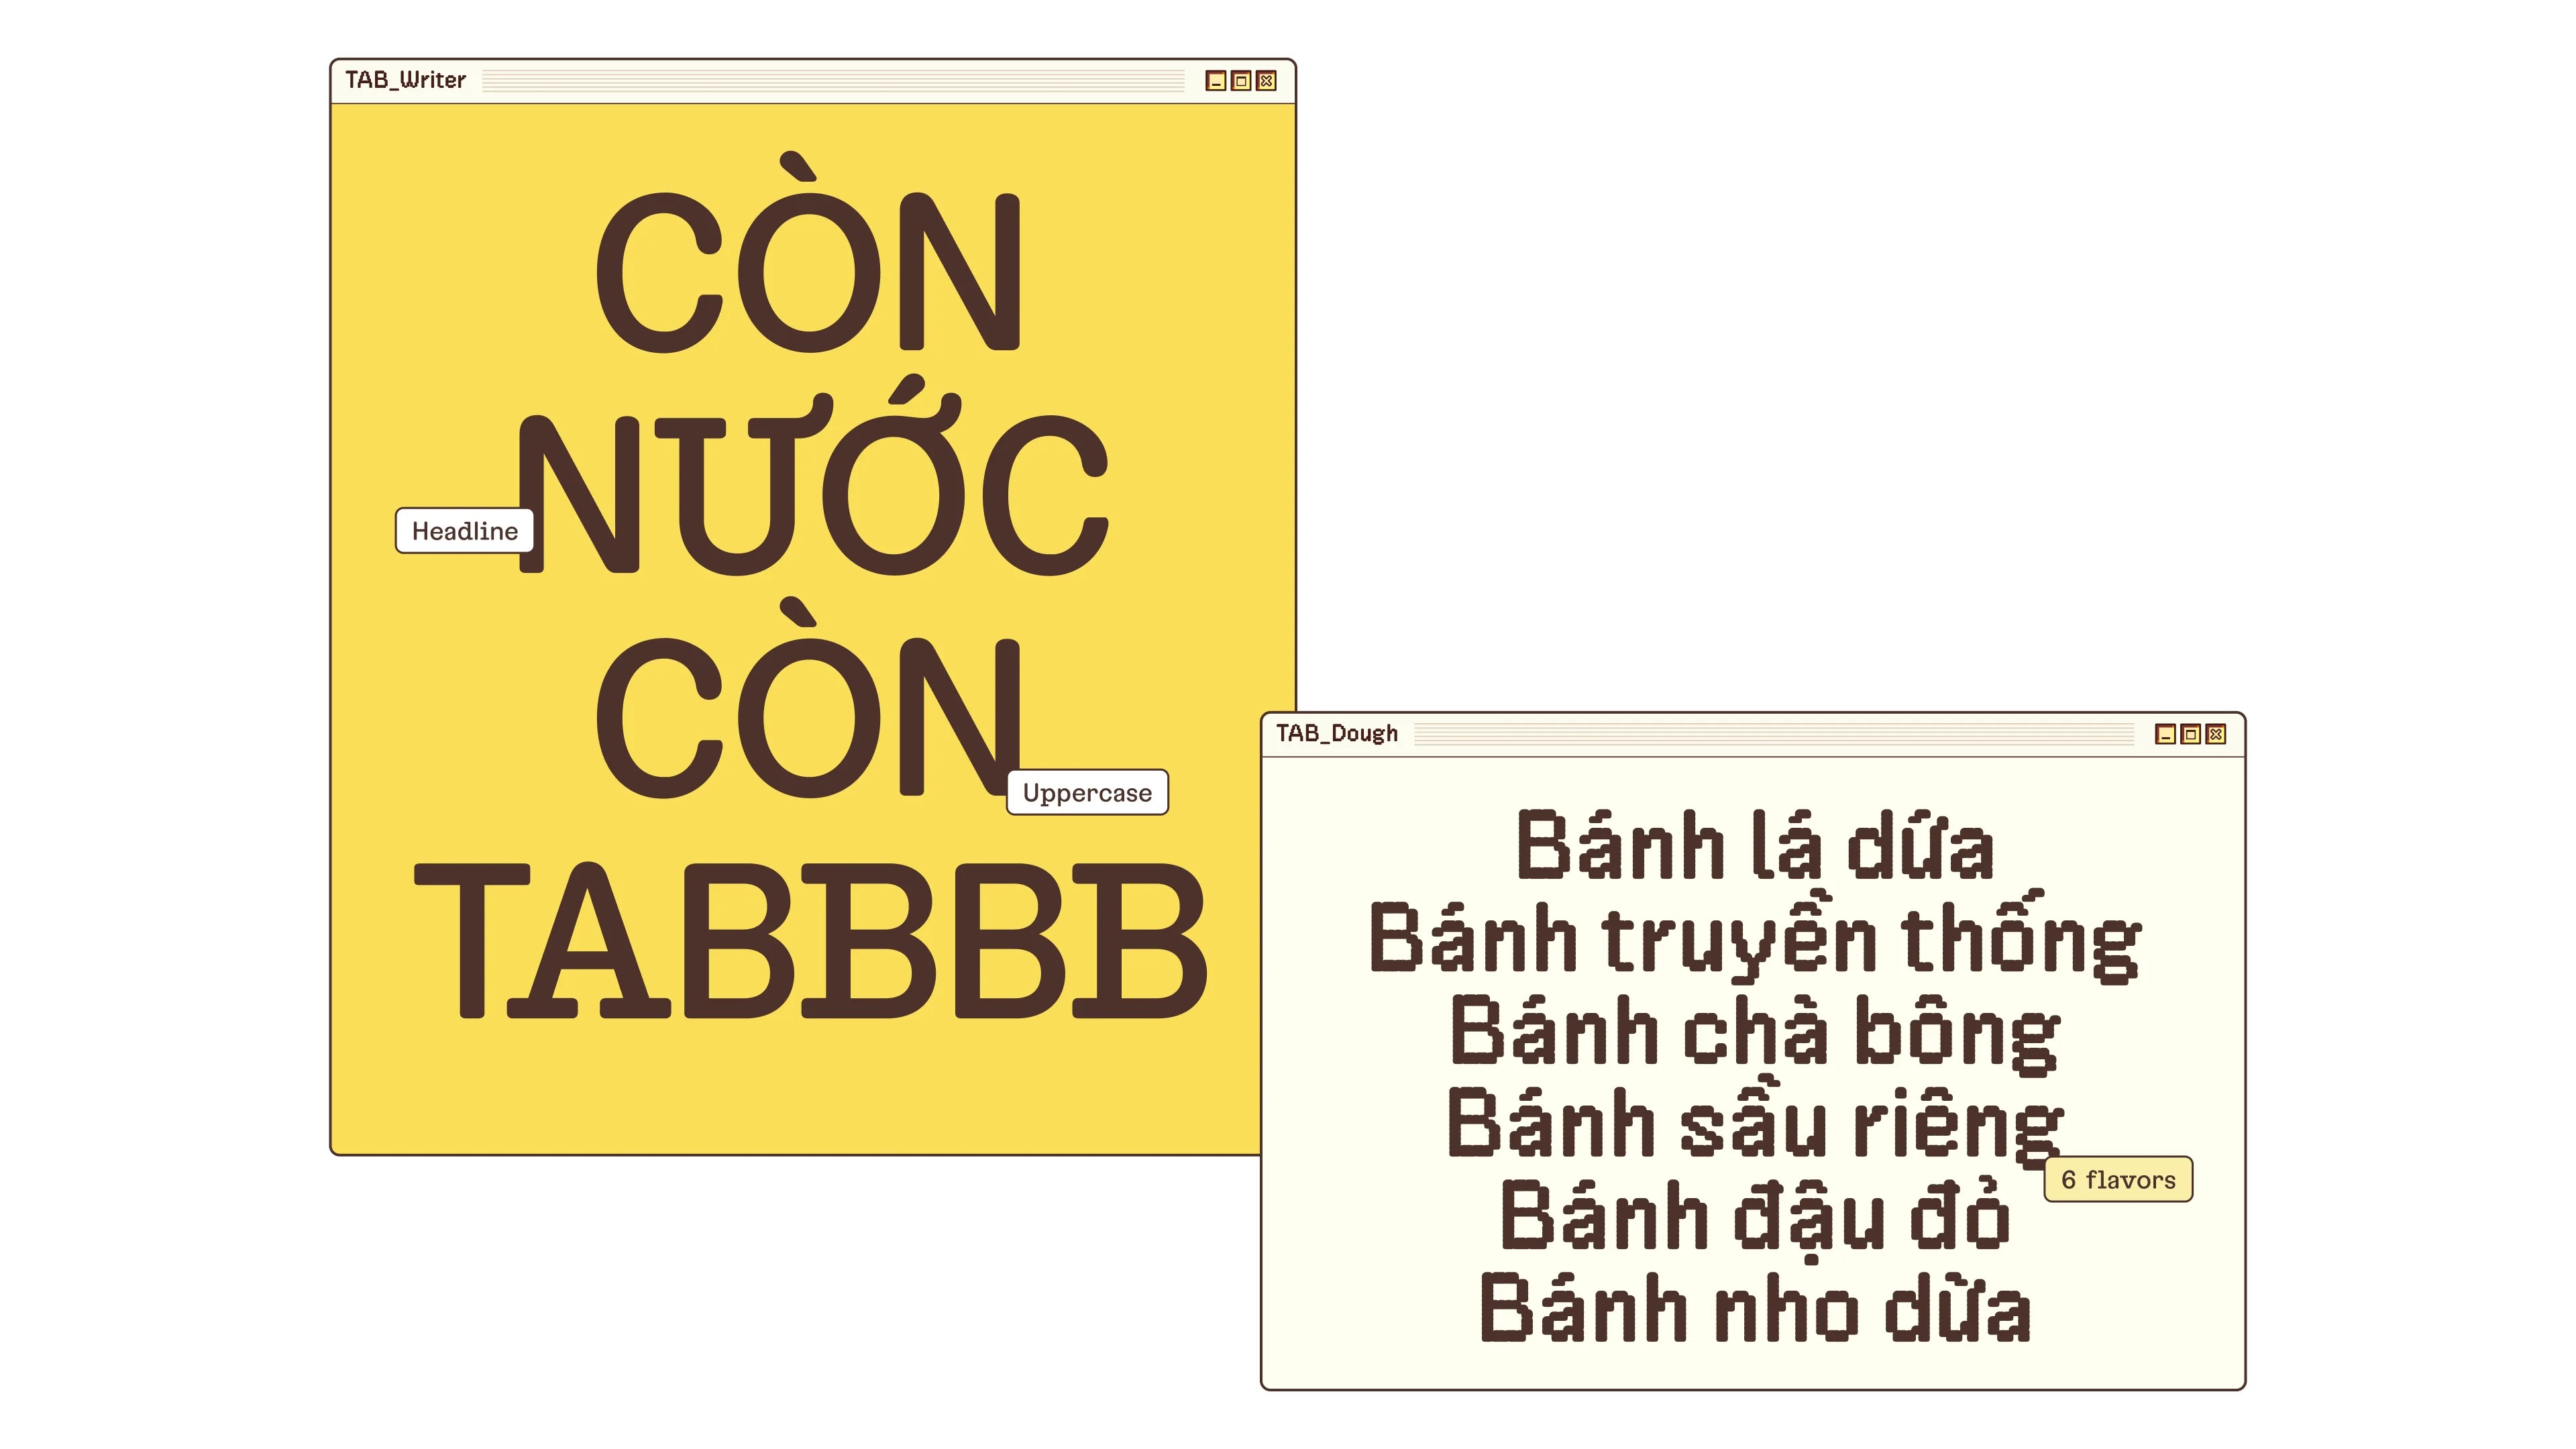 TAB_Writer
CÒN
NƯỚC
Headline
CÒN
Uppercase
TABBBB
TAB_Dough
Bánh lá dứa
Bánh truyền thống
Bánh chà bông
Bánh sầu riêng
6 flavors
Bánh đậu đỏ
Bánh nho dừa